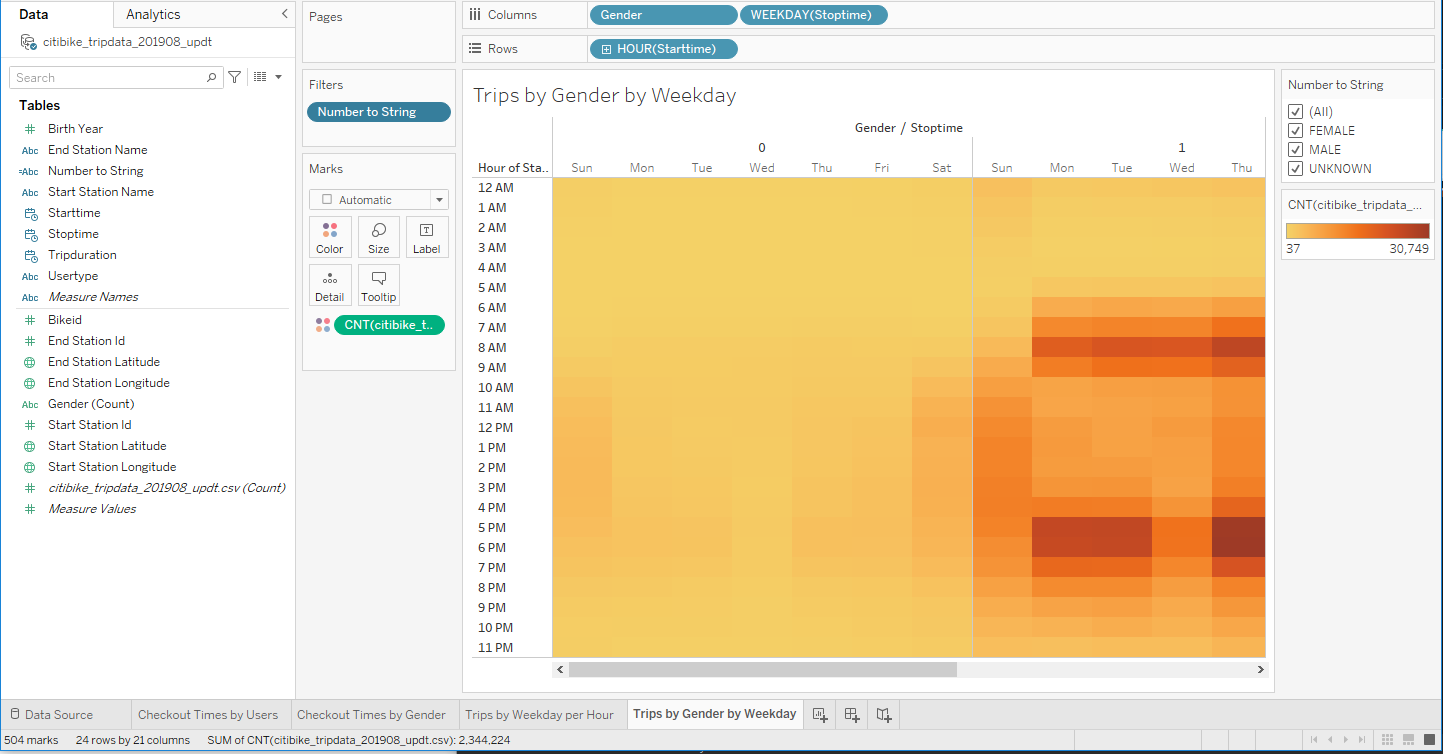 Data
Analytics
citibike_tripdata_201908_updt
Search
Tables
# Birth Year
Abc End Station Name
=Abc Number to String
Abc Start Station Name
Starttime
Stoptime
Tripduration
Abc Usertype
Abc Measure Names
# Bikeid
# End Station Id
End Station Latitude
End Station Longitude
Abc Gender (Count)
# Start Station Id
Start Station Latitude
Start Station Longitude
# citibike_tripdata_201908_updt.csv (Count)
# Measure Values
Pages
Filters
Number to String
Marks
Automatic
Color Size Label
Detail Tooltip
CNT(citibike_t..
Columns Gender WEEKDAY(Stoptime)
Rows HOUR(Starttime)
Trips by Gender by Weekday
Gender / Stoptime
0 1
Hour of Sta.. Sun Mon Tue Wed Thu Fri Sat Sun Mon Tue Wed Thu
12 AM
1 AM
2 AM
3 AM
4 AM
5 AM
6 AM
7 AM
8 AM
9 AM
10 AM
11 AM
12 PM
1 PM
2 PM
3 PM
4 PM
5 PM
6 PM
7 PM
8 PM
9 PM
10 PM
11 PM
Number to String
(All)
FEMALE
MALE
UNKNOWN
CNT(citibike_tripdata_...
37 30,749
Data Source Checkout Times by Users Checkout Times by Gender Trips by Weekday per Hour Trips by Gender by Weekday
504 marks 24 rows by 21 columns SUM of CNT(citibike_tripdata_201908_updt.csv): 2,344,224